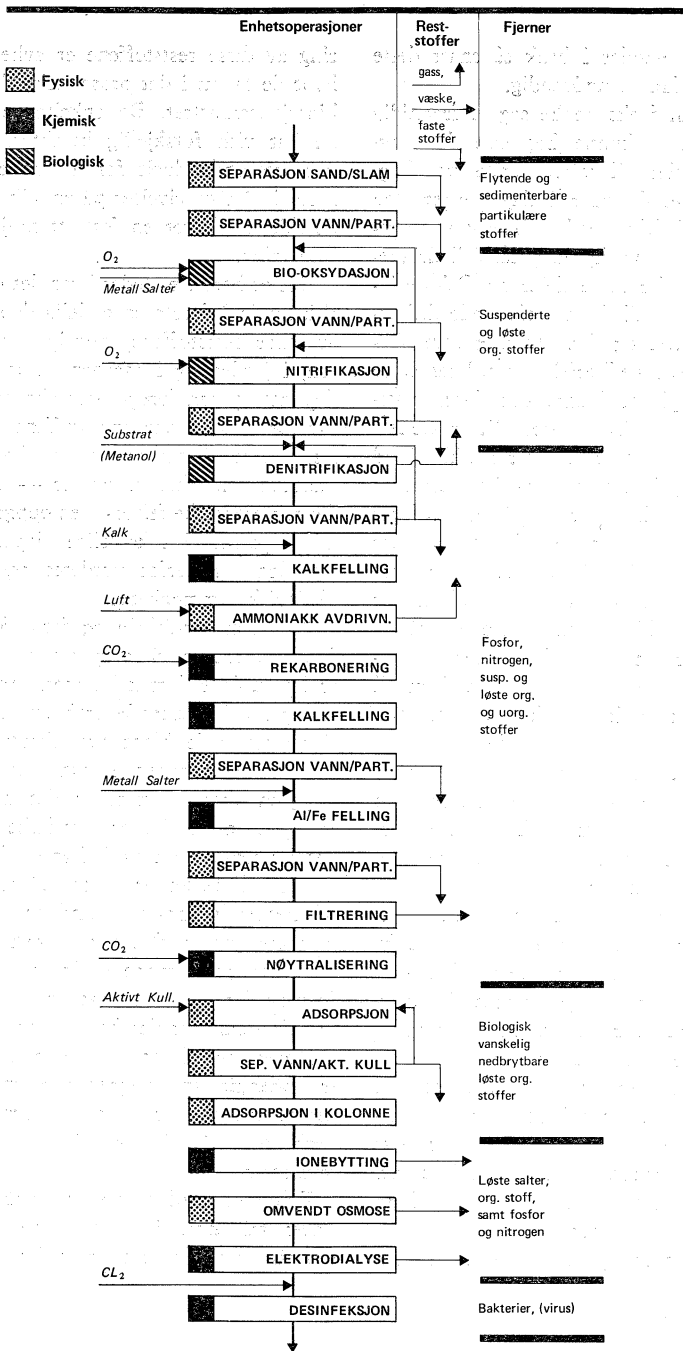 Enhetsoperasjoner
Rest-
stoffer
Fjerner
gass,
væske,
faste
stoffer
Fysisk
Kjemisk
Biologisk
SEPARASJON SAND/SLAM
Flytende og
sedimenterbare
partikulære
stoffer
SEPARASJON VANN/PART.
O2
Metall Salter
BIO-OKSYDASJON
SEPARASJON VANN/PART.
Suspenderte
og løste
org. stoffer
O2
NITRIFIKASJON
SEPARASJON VANN/PART.
Substrat
(Metanol)
DENITRIFIKASJON
SEPARASJON VANN/PART.
Kalk
KALKFELLING
Luft
AMMONIAKK AVDRIVN.
CO2
REKARBONERING
Fosfor,
nitrogen,
susp. og
løste org.
og uorg.
stoffer
KALKFELLING
SEPARASJON VANN/PART.
Metall Salter
Al/Fe FELLING
SEPARASJON VANN/PART.
FILTRERING
CO2
NØYTRALISERING
Aktivt Kull.
ADSORPSJON
Biologisk
vanskelig
nedbrytbare
løste org.
stoffer
SEP. VANN/AKT. KULL
ADSORPSJON I KOLONNE
IONEBYTTING
Løste salter,
org. stoff,
samt fosfor
og nitrogen
OMVENDT OSMOSE
ELEKTRODIALYSE
CL2
DESINFEKSJON
Bakterier, (virus)